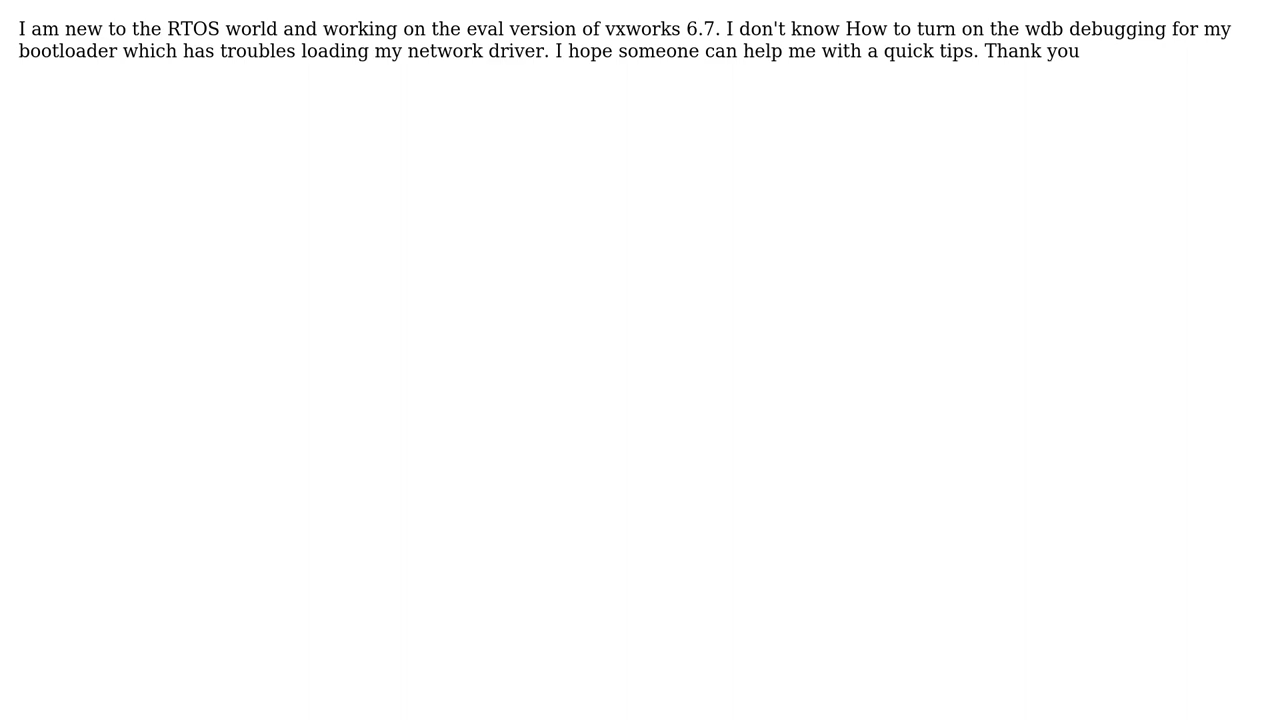 I am new to the RTOS world and working on the eval version of vxworks 6.7. I don't know How to turn on the wdb debugging for my
bootloader which has troubles loading my network driver. I hope someone can help me with a quick tips. Thank you